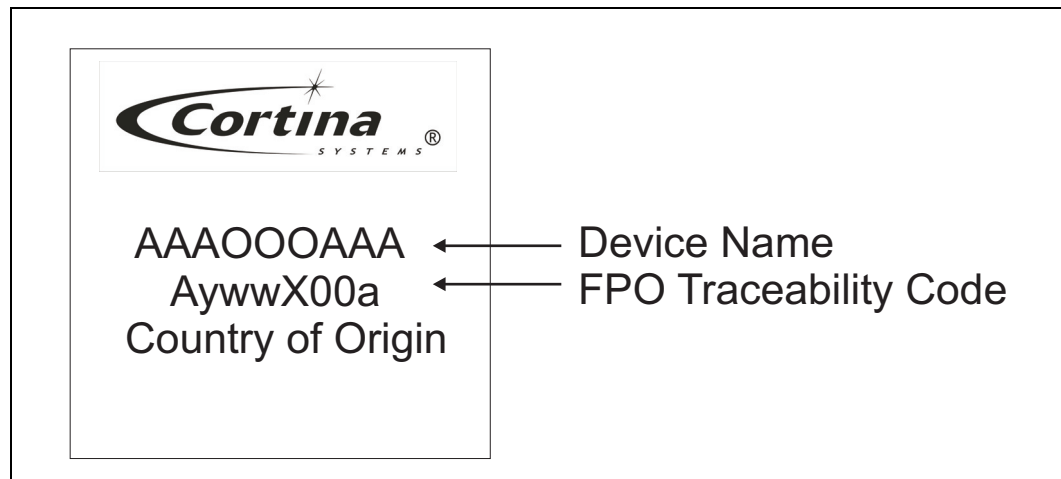 Cortina
SYSTEMS®
AAAOOOAAA
Device Name
AywwX00a
FPO Traceability Code
Country of Origin